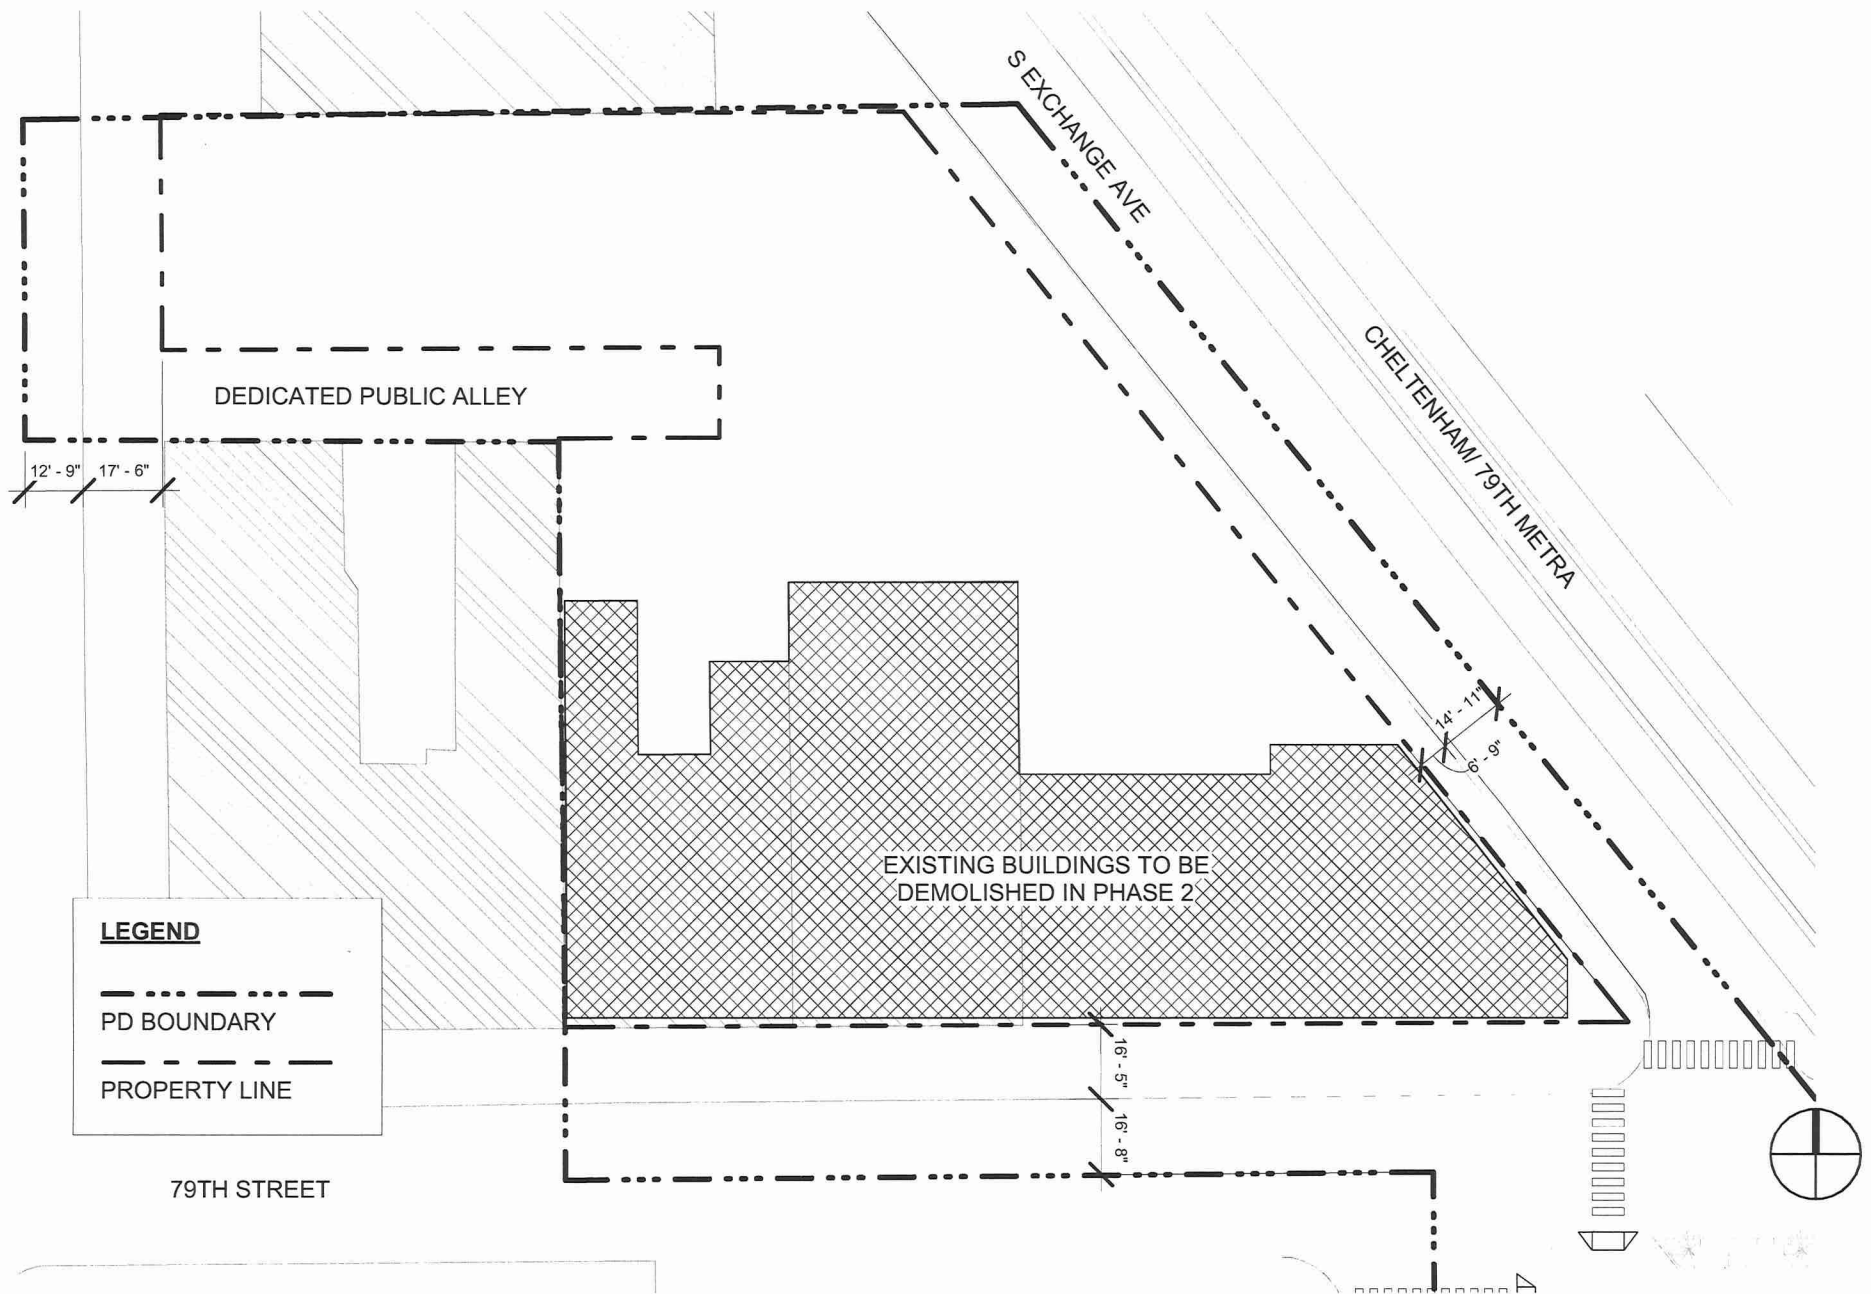 S EXCHANGE AVE
CHELTENHAM/ 79TH METRA
DEDICATED PUBLIC ALLEY
12' - 9"
17' - 6"
14' - 11"
6' - 9"
EXISTING BUILDINGS TO BE
DEMOLISHED IN PHASE 2
LEGEND
PD BOUNDARY
PROPERTY LINE
16' - 5"
16' - 8"
79TH STREET